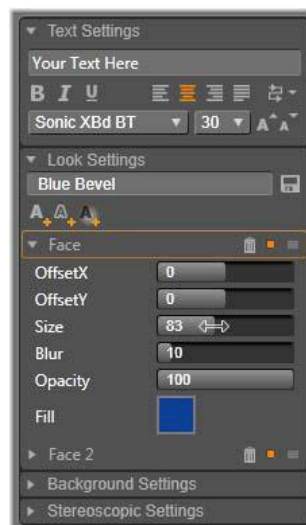 Text Settings
Your Text Here
B I U
Sonic XBd BT 30 A A
Look Settings
Blue Bevel
A A A
Face
OffsetX 0
OffsetY 0
Size 83
Blur 10
Opacity 100
Fill
Face 2
Background Settings
Stereoscopic Settings